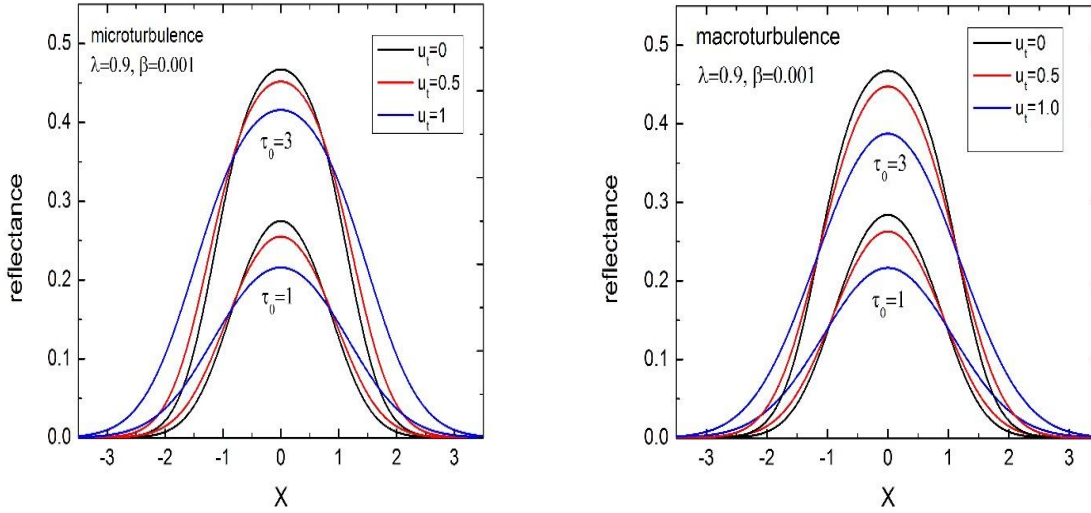 microturbulence
λ=0.9, β=0.001
u_t=0
u_t=0.5
u_t=1
τ_0=3
τ_0=1
reflectance
0.5
0.4
0.3
0.2
0.1
0.0
-3 -2 -1 0 1 2 3
X
macroturbulence
λ=0.9, β=0.001
u_t=0
u_t=0.5
u_t=1.0
τ_0=3
τ_0=1
reflectance
0.5
0.4
0.3
0.2
0.1
0.0
-3 -2 -1 0 1 2 3
X